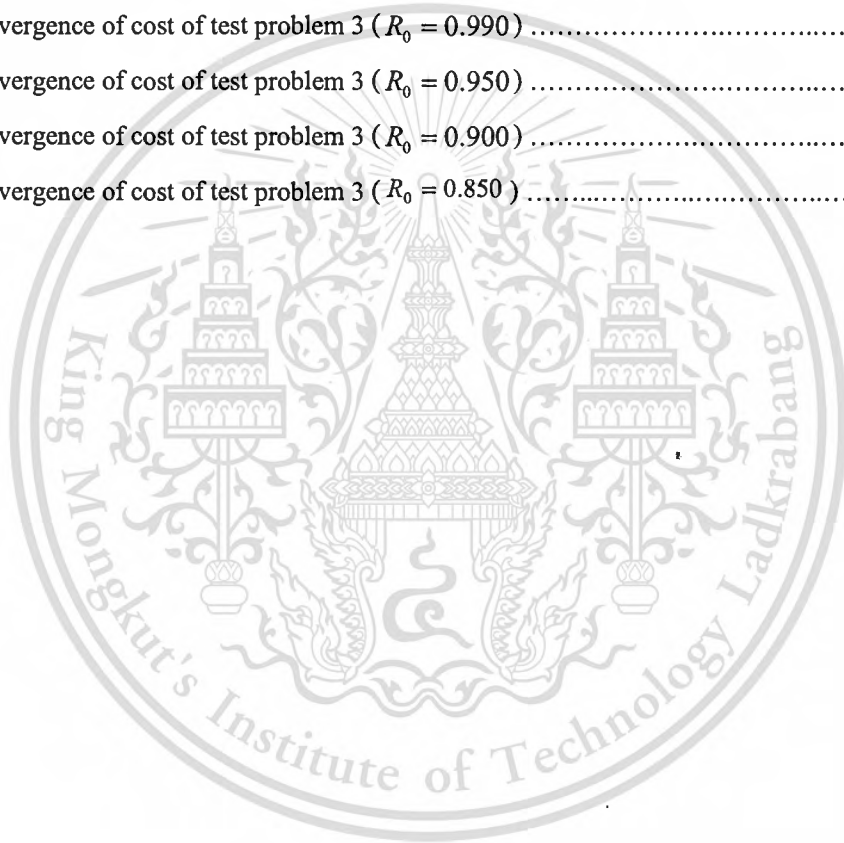 vergence of cost of test problem 3 ( R₀ = 0.990 ) ........................................
vergence of cost of test problem 3 ( R₀ = 0.950 ) ........................................
vergence of cost of test problem 3 ( R₀ = 0.900 ) ........................................
vergence of cost of test problem 3 ( R₀ = 0.850 ) ........................................
King Mongkut's Institute of Technology Ladkrabang